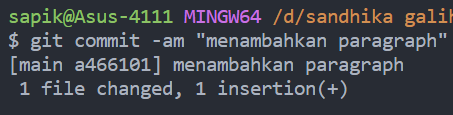 sapik@Asus-4111 MINGW64 /d/sandhika
$ git commit -am "menambahkan paragraph"
[main a466101] menambahkan paragraph
1 file changed, 1 insertion(+)